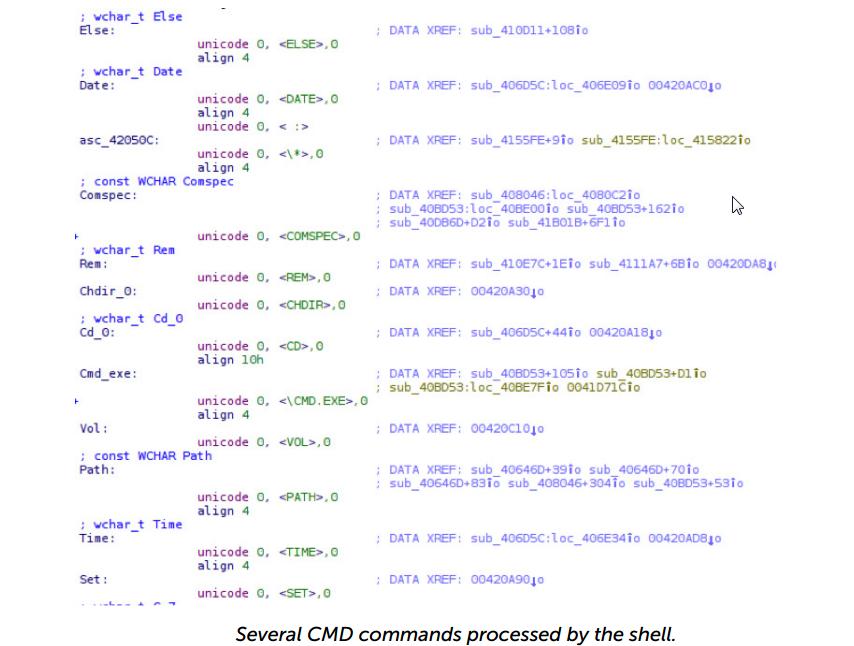 ; wchar_t Else
Else: ; DATA XREF: sub_410D11+108↑o
unicode 0, <ELSE>,0
align 4
; wchar_t Date
Date: ; DATA XREF: sub_406D5C:loc_406E09↑o 00420AC0↓o
unicode 0, <DATE>,0
align 4
unicode 0, < :>
asc_42050C: ; DATA XREF: sub_4155FE+9↑o sub_4155FE:loc_415822↑o
unicode 0, <\*>,0
align 4
; const WCHAR Comspec
Comspec: ; DATA XREF: sub_408046:loc_4080C2↑o
; sub_40BD53:loc_40BE00↑o sub_40BD53+162↑o
; sub_40DB6D+D2↑o sub_41B01B+6F1↑o
unicode 0, <COMSPEC>,0
; wchar_t Rem
Rem: ; DATA XREF: sub_410E7C+1E↑o sub_4111A7+6B↑o 00420DA8↓o
unicode 0, <REM>,0
Chdir_0: ; DATA XREF: 00420A30↓o
unicode 0, <CHDIR>,0
; wchar_t Cd_0
Cd_0: ; DATA XREF: sub_406D5C+44↑o 00420A18↓o
unicode 0, <CD>,0
align 10h
Cmd_exe: ; DATA XREF: sub_40BD53+105↑o sub_40BD53+D1↑o
; sub_40BD53:loc_40BE7F↑o 0041D71C↑o
unicode 0, <\CMD.EXE>,0
align 4
Vol: ; DATA XREF: 00420C10↓o
unicode 0, <VOL>,0
; const WCHAR Path
Path: ; DATA XREF: sub_40646D+39↑o sub_40646D+70↑o
; sub_40646D+83↑o sub_408046+304↑o sub_40BD53+53↑o
unicode 0, <PATH>,0
align 4
; wchar_t Time
Time: ; DATA XREF: sub_406D5C:loc_406E34↑o 00420AD8↓o
unicode 0, <TIME>,0
align 4
Set: ; DATA XREF: 00420A90↓o
unicode 0, <SET>,0
Several CMD commands processed by the shell.